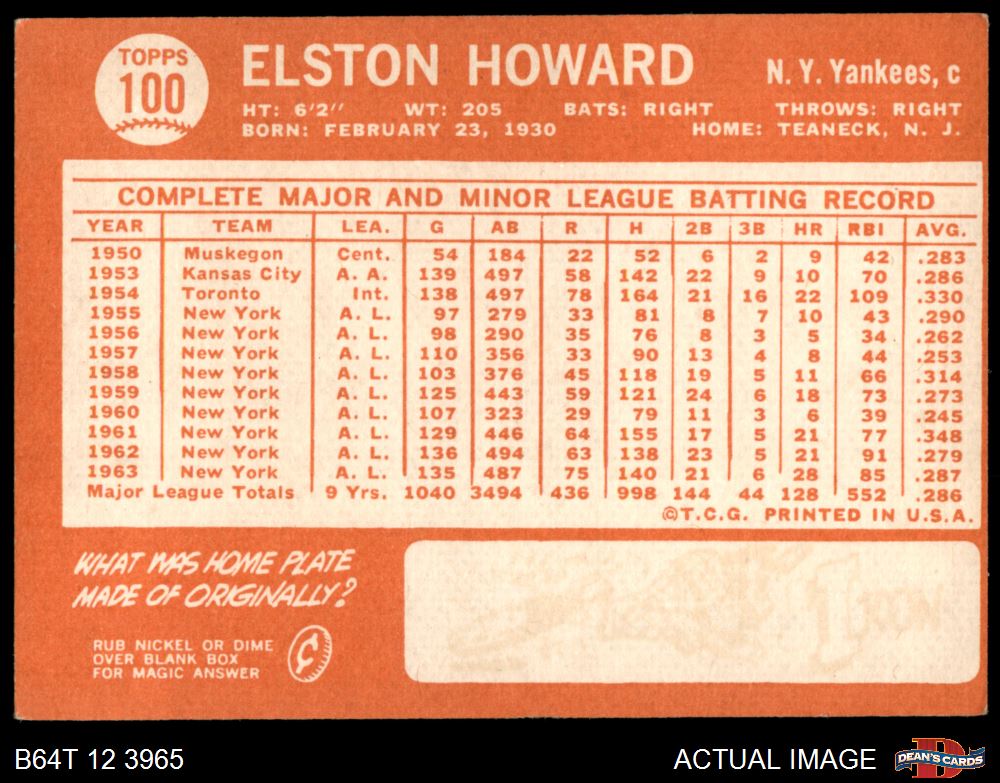 TOPPS
100
ELSTON HOWARD
N. Y. Yankees, c
HT: 6'2" WT: 205 BATS: RIGHT THROWS: RIGHT
BORN: FEBRUARY 23, 1930 HOME: TEANECK, N. J.
COMPLETE MAJOR AND MINOR LEAGUE BATTING RECORD
YEAR TEAM LEA. G AB R H 2B 3B HR RBI AVG.
1950 Muskegon Cent. 54 184 22 52 6 2 9 42 .283
1953 Kansas City A. A. 139 497 58 142 22 9 10 70 .286
1954 Toronto Int. 138 497 78 164 21 16 22 109 .330
1955 New York A. L. 97 279 33 81 8 7 10 43 .290
1956 New York A. L. 98 290 35 76 8 3 5 34 .262
1957 New York A. L. 110 356 33 90 13 4 8 44 .253
1958 New York A. L. 103 376 45 118 19 5 11 66 .314
1959 New York A. L. 125 443 59 121 24 6 18 73 .273
1960 New York A. L. 107 323 29 79 11 3 6 39 .245
1961 New York A. L. 129 446 64 155 17 5 21 77 .348
1962 New York A. L. 136 494 63 138 23 5 21 91 .279
1963 New York A. L. 135 487 75 140 21 6 28 85 .287
Major League Totals 9 Yrs. 1040 3494 436 998 144 44 128 552 .286
©T.C.G. PRINTED IN U.S.A.
WHAT WAS HOME PLATE
MADE OF ORIGINALLY?
RUB NICKEL OR DIME
OVER BLANK BOX
FOR MAGIC ANSWER
¢
B64T 12 3965
ACTUAL IMAGE
D
DEAN'S CARDS